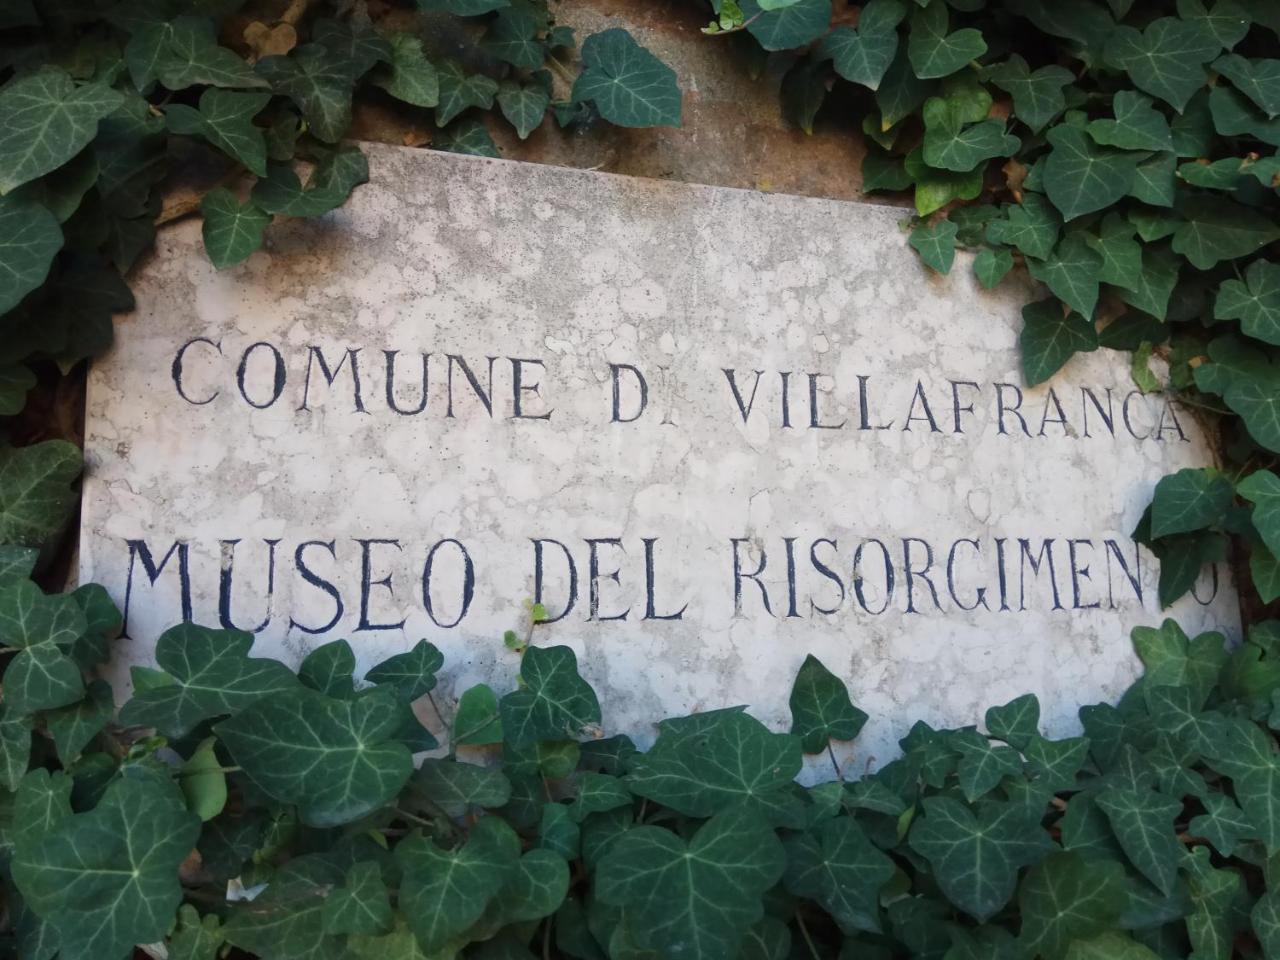 COMUNE DI VILLAFRANCA
MUSEO DEL RISORGIMENTO